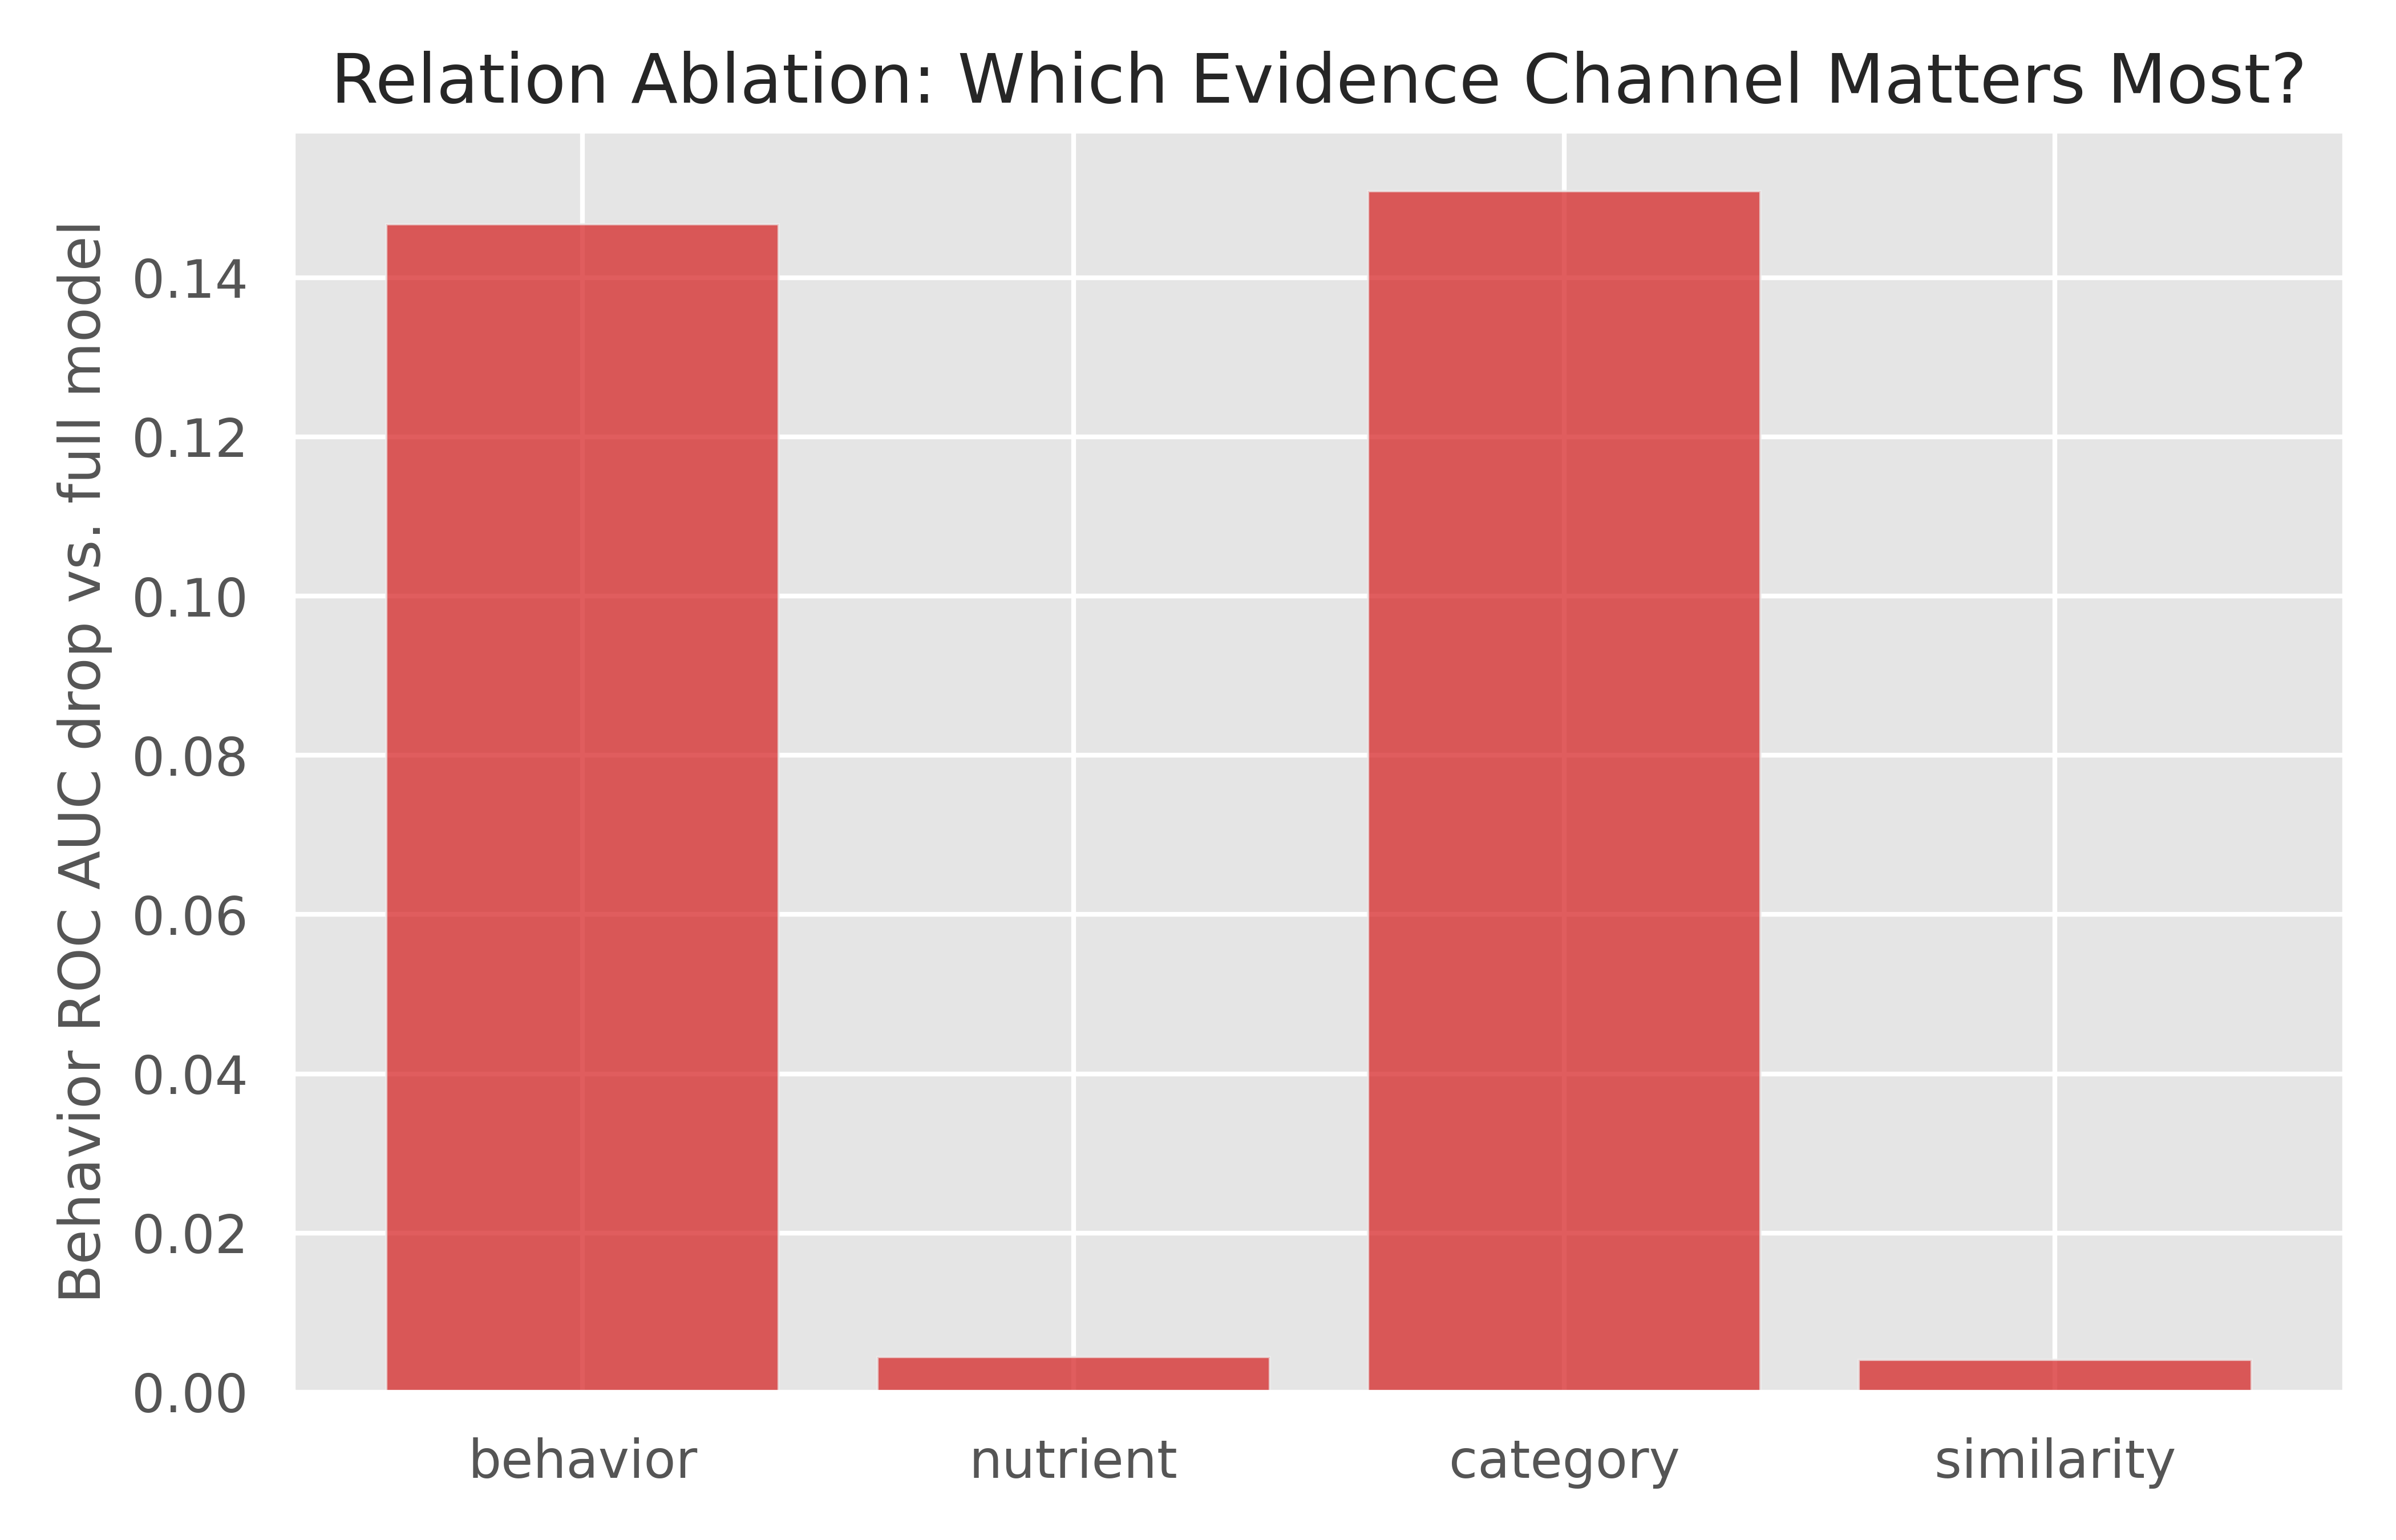 Relation Ablation: Which Evidence Channel Matters Most?
Behavior ROC AUC drop vs. full model
0.14
0.12
0.10
0.08
0.06
0.04
0.02
0.00
behavior
nutrient
category
similarity